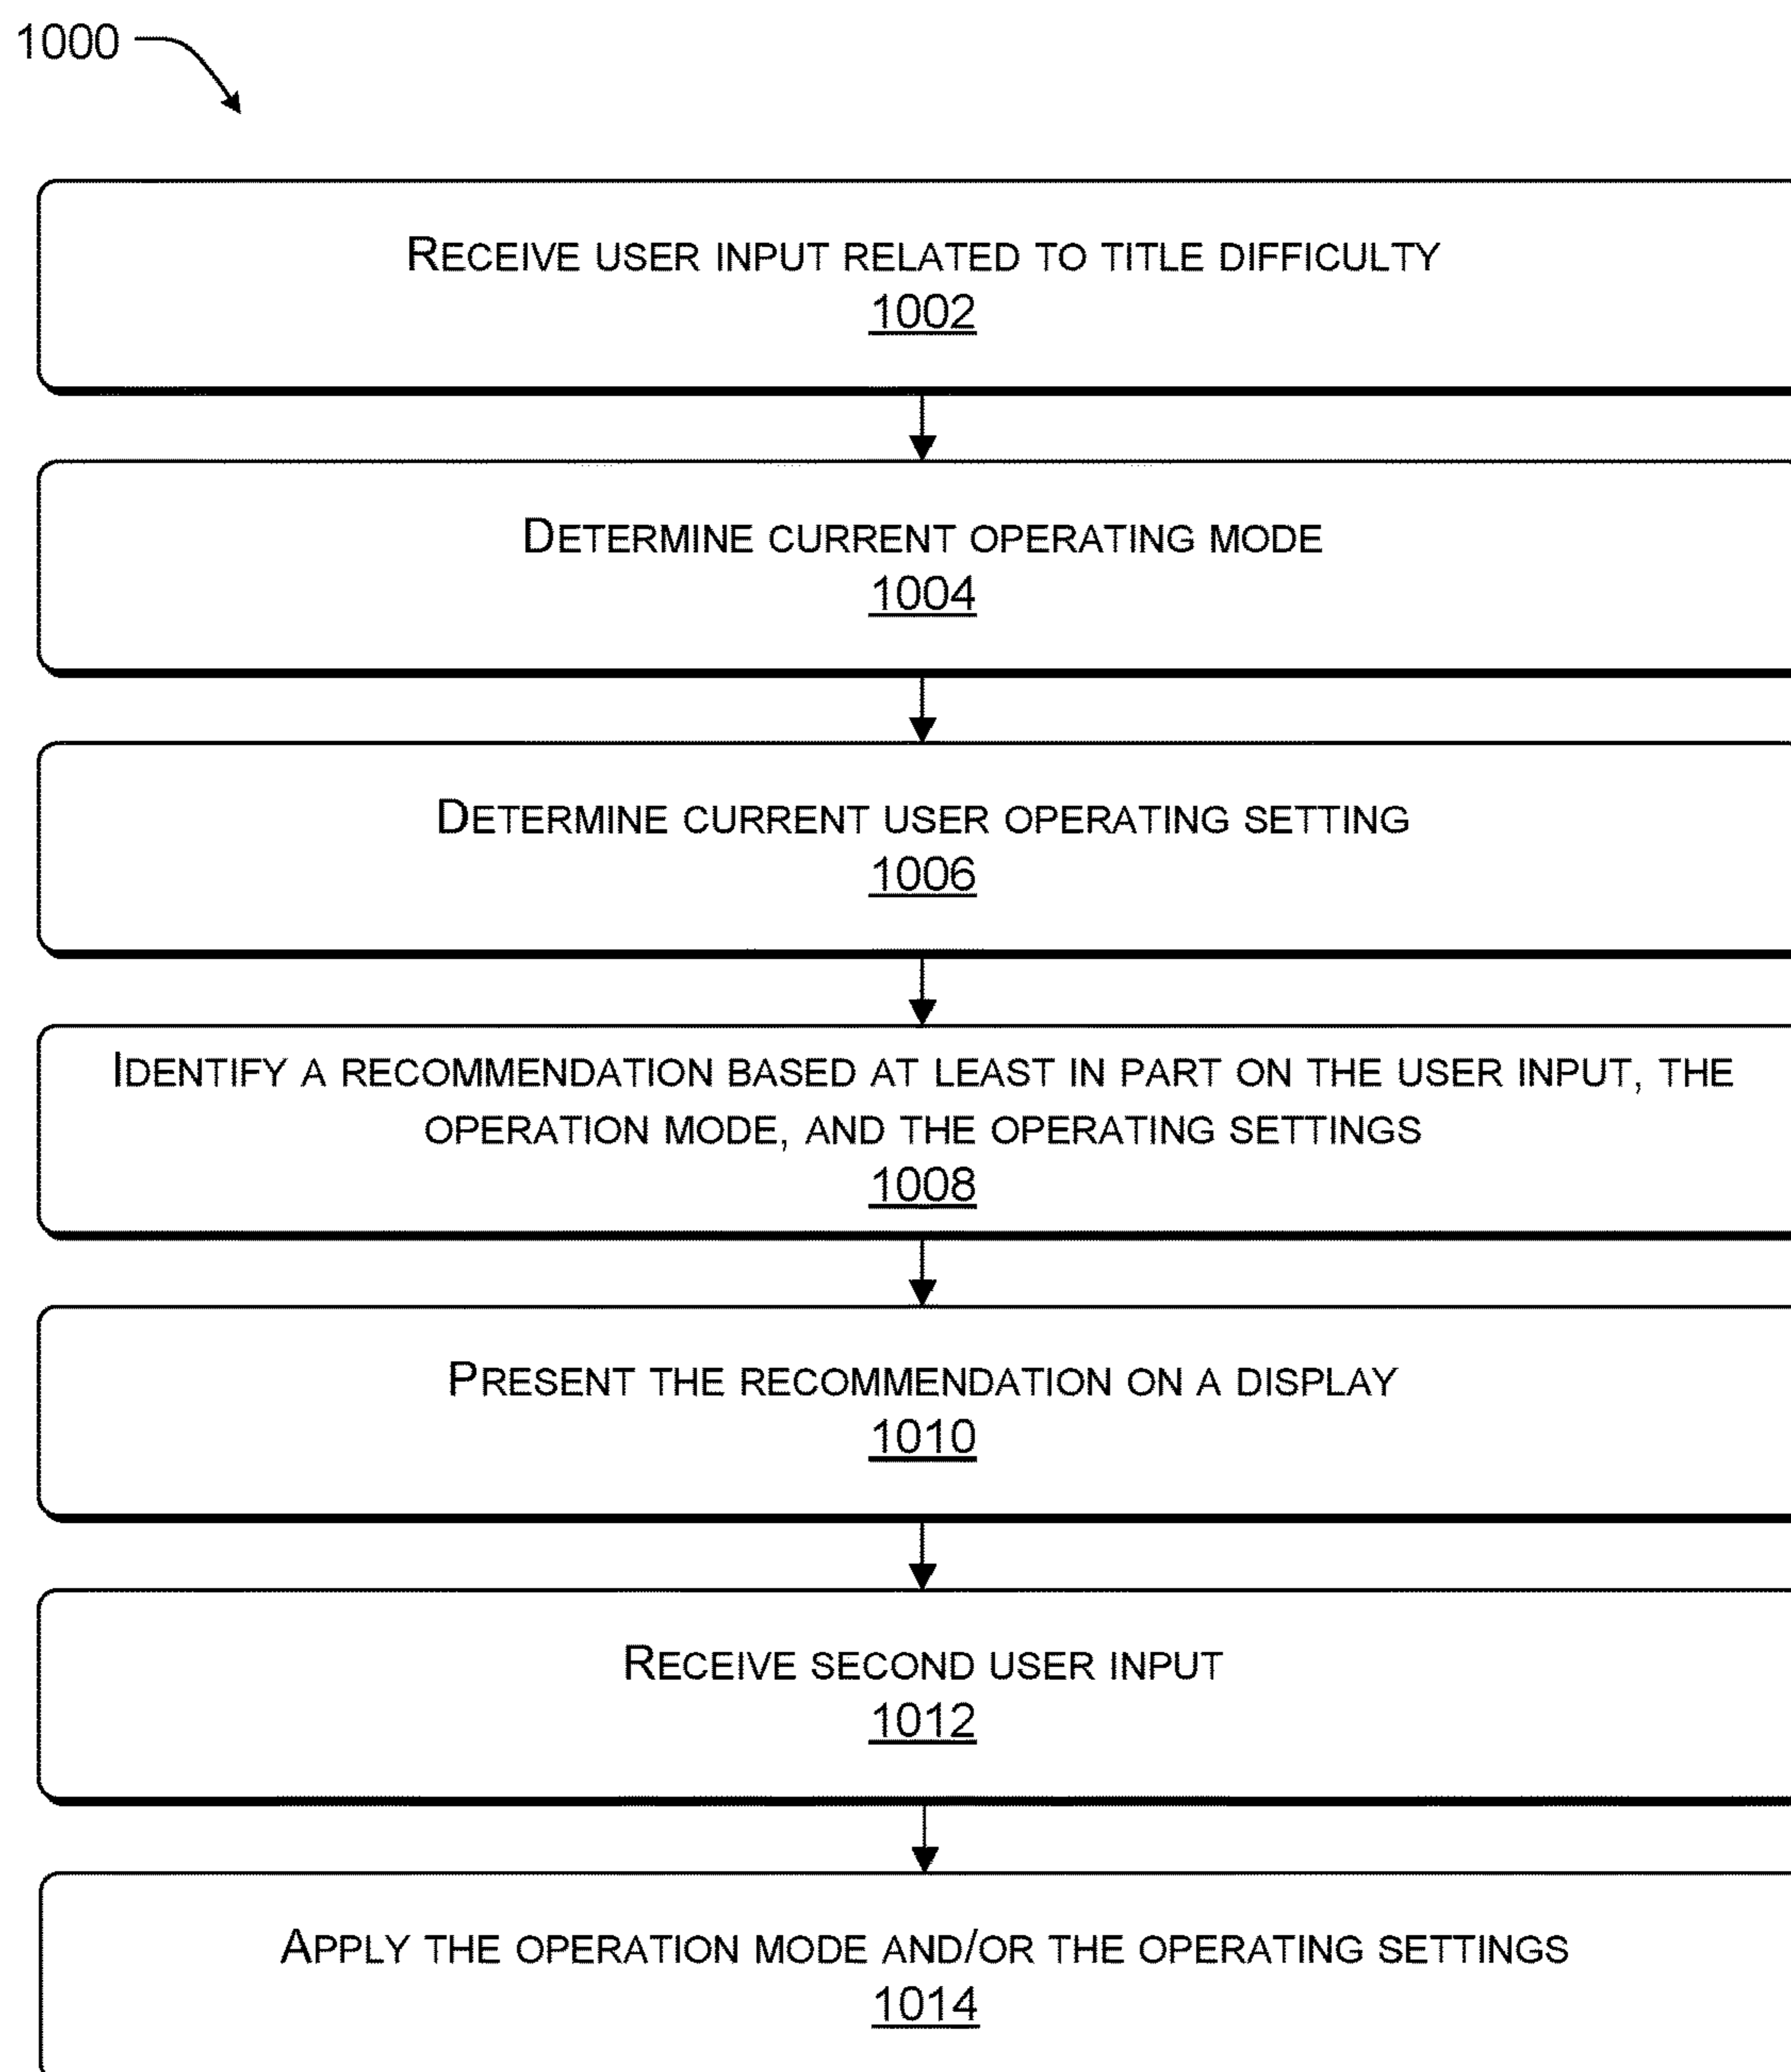 1000
RECEIVE USER INPUT RELATED TO TITLE DIFFICULTY
1002
DETERMINE CURRENT OPERATING MODE
1004
DETERMINE CURRENT USER OPERATING SETTING
1006
IDENTIFY A RECOMMENDATION BASED AT LEAST IN PART ON THE USER INPUT, THE
OPERATION MODE, AND THE OPERATING SETTINGS
1008
PRESENT THE RECOMMENDATION ON A DISPLAY
1010
RECEIVE SECOND USER INPUT
1012
APPLY THE OPERATION MODE AND/OR THE OPERATING SETTINGS
1014